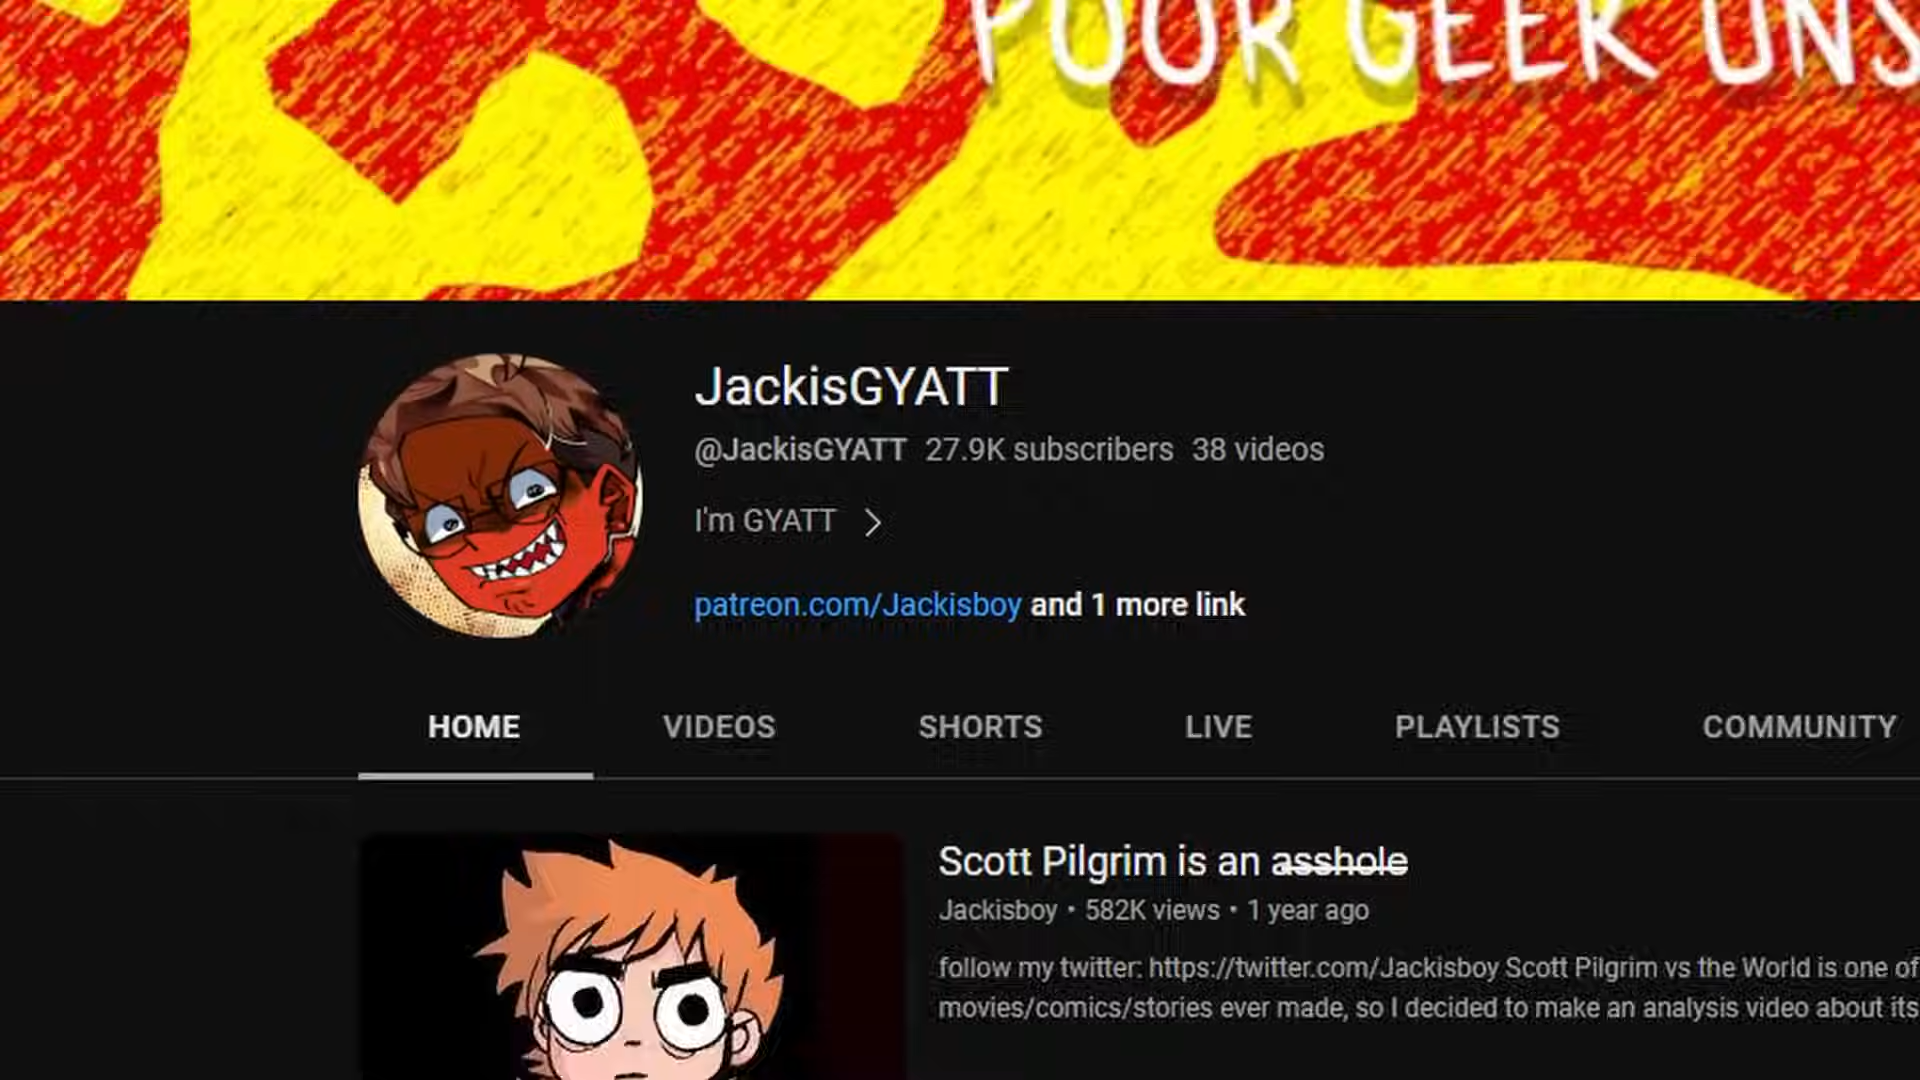 POOR GEEK UNS
JackisGYATT
@JackisGYATT 27.9K subscribers 38 videos
I'm GYATT
patreon.com/Jackisboy and 1 more link
HOME VIDEOS SHORTS LIVE PLAYLISTS COMMUNITY
Scott Pilgrim is an asshole
Jackisboy • 582K views • 1 year ago
follow my twitter: https://twitter.com/Jackisboy Scott Pilgrim vs the World is one of
movies/comics/stories ever made, so I decided to make an analysis video about its